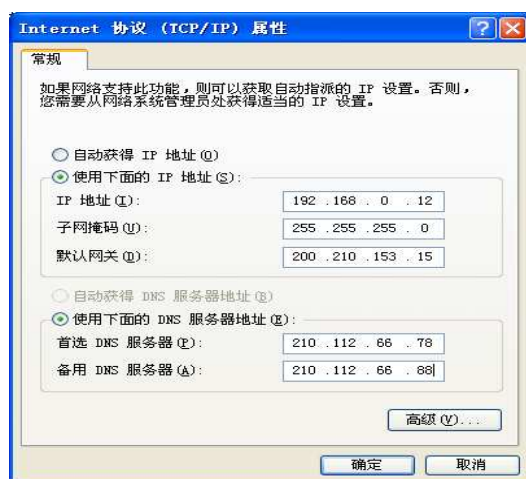 Internet 协议 (TCP/IP) 属性
常规
如果网络支持此功能，则可以获取自动指派的 IP 设置。否则，
您需要从网络系统管理员处获得适当的 IP 设置。
自动获得 IP 地址(O)
使用下面的 IP 地址(S):
IP 地址(I): 192 .168 . 0 . 12
子网掩码(U): 255 .255 .255 . 0
默认网关(D): 200 .210 .153 . 15
自动获得 DNS 服务器地址(B)
使用下面的 DNS 服务器地址(E):
首选 DNS 服务器(P): 210 .112 . 66 . 78
备用 DNS 服务器(A): 210 .112 . 66 . 88
高级(V)...
确定 取消